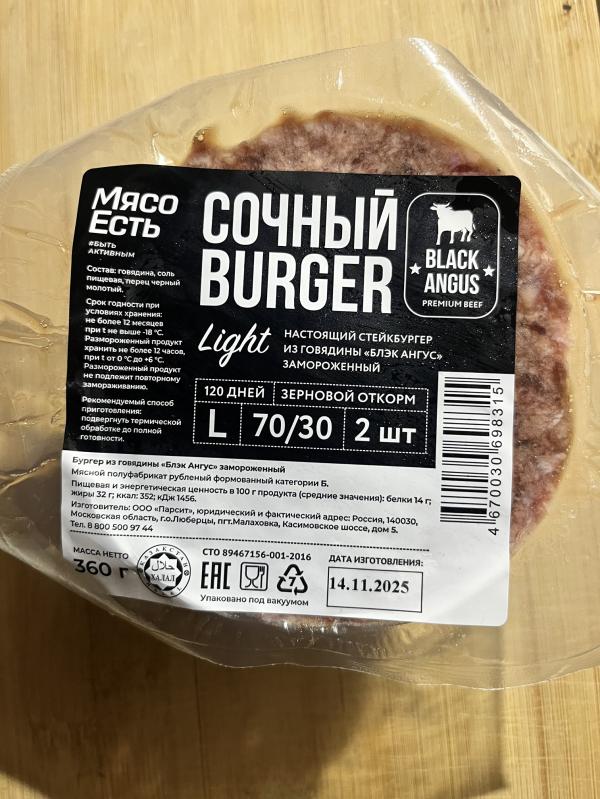 Мясо
Есть
#БЫТЬ
АКТИВНЫМ
СОЧНЫЙ
BURGER
BLACK
ANGUS
PREMIUM BEEF
Light
НАСТОЯЩИЙ СТЕЙКБУРГЕР
ИЗ ГОВЯДИНЫ «БЛЭК АНГУС»
ЗАМОРОЖЕННЫЙ
Состав: говядина, соль
пищевая, перец черный
молотый.
Срок годности при
условиях хранения:
не более 12 месяцев
при t не выше -18 °С.
Размороженный продукт
хранить не более 12 часов,
при t от 0 °С до +6 °С.
Размороженный продукт
не подлежит повторному
замораживанию.
Рекомендуемый способ
приготовления:
подвергнуть термической
обработке до полной
готовности.
120 ДНЕЙ ЗЕРНОВОЙ ОТКОРМ
L 70/30 2 шт
4 670030 698315
Бургер из говядины «Блэк Ангус» замороженный
Мясной полуфабрикат рубленый формованный категории Б.
Пищевая и энергетическая ценность в 100 г продукта (средние значения): белки 14 г;
жиры 32 г; ккал: 352; кДж 1456.
Изготовитель: ООО «Парсит», юридический и фактический адрес: Россия, 140030,
Московская область, г.о.Люберцы, пгт.Малаховка, Касимовское шоссе, дом 5.
Тел. 8 800 500 97 44
МАССА НЕТТО
360 г
КАЗАХСТАН
حلال
ХАЛАЛ
СТО 89467156-001-2016
EAC
7
Упаковано под вакуумом
ДАТА ИЗГОТОВЛЕНИЯ:
14.11.2025